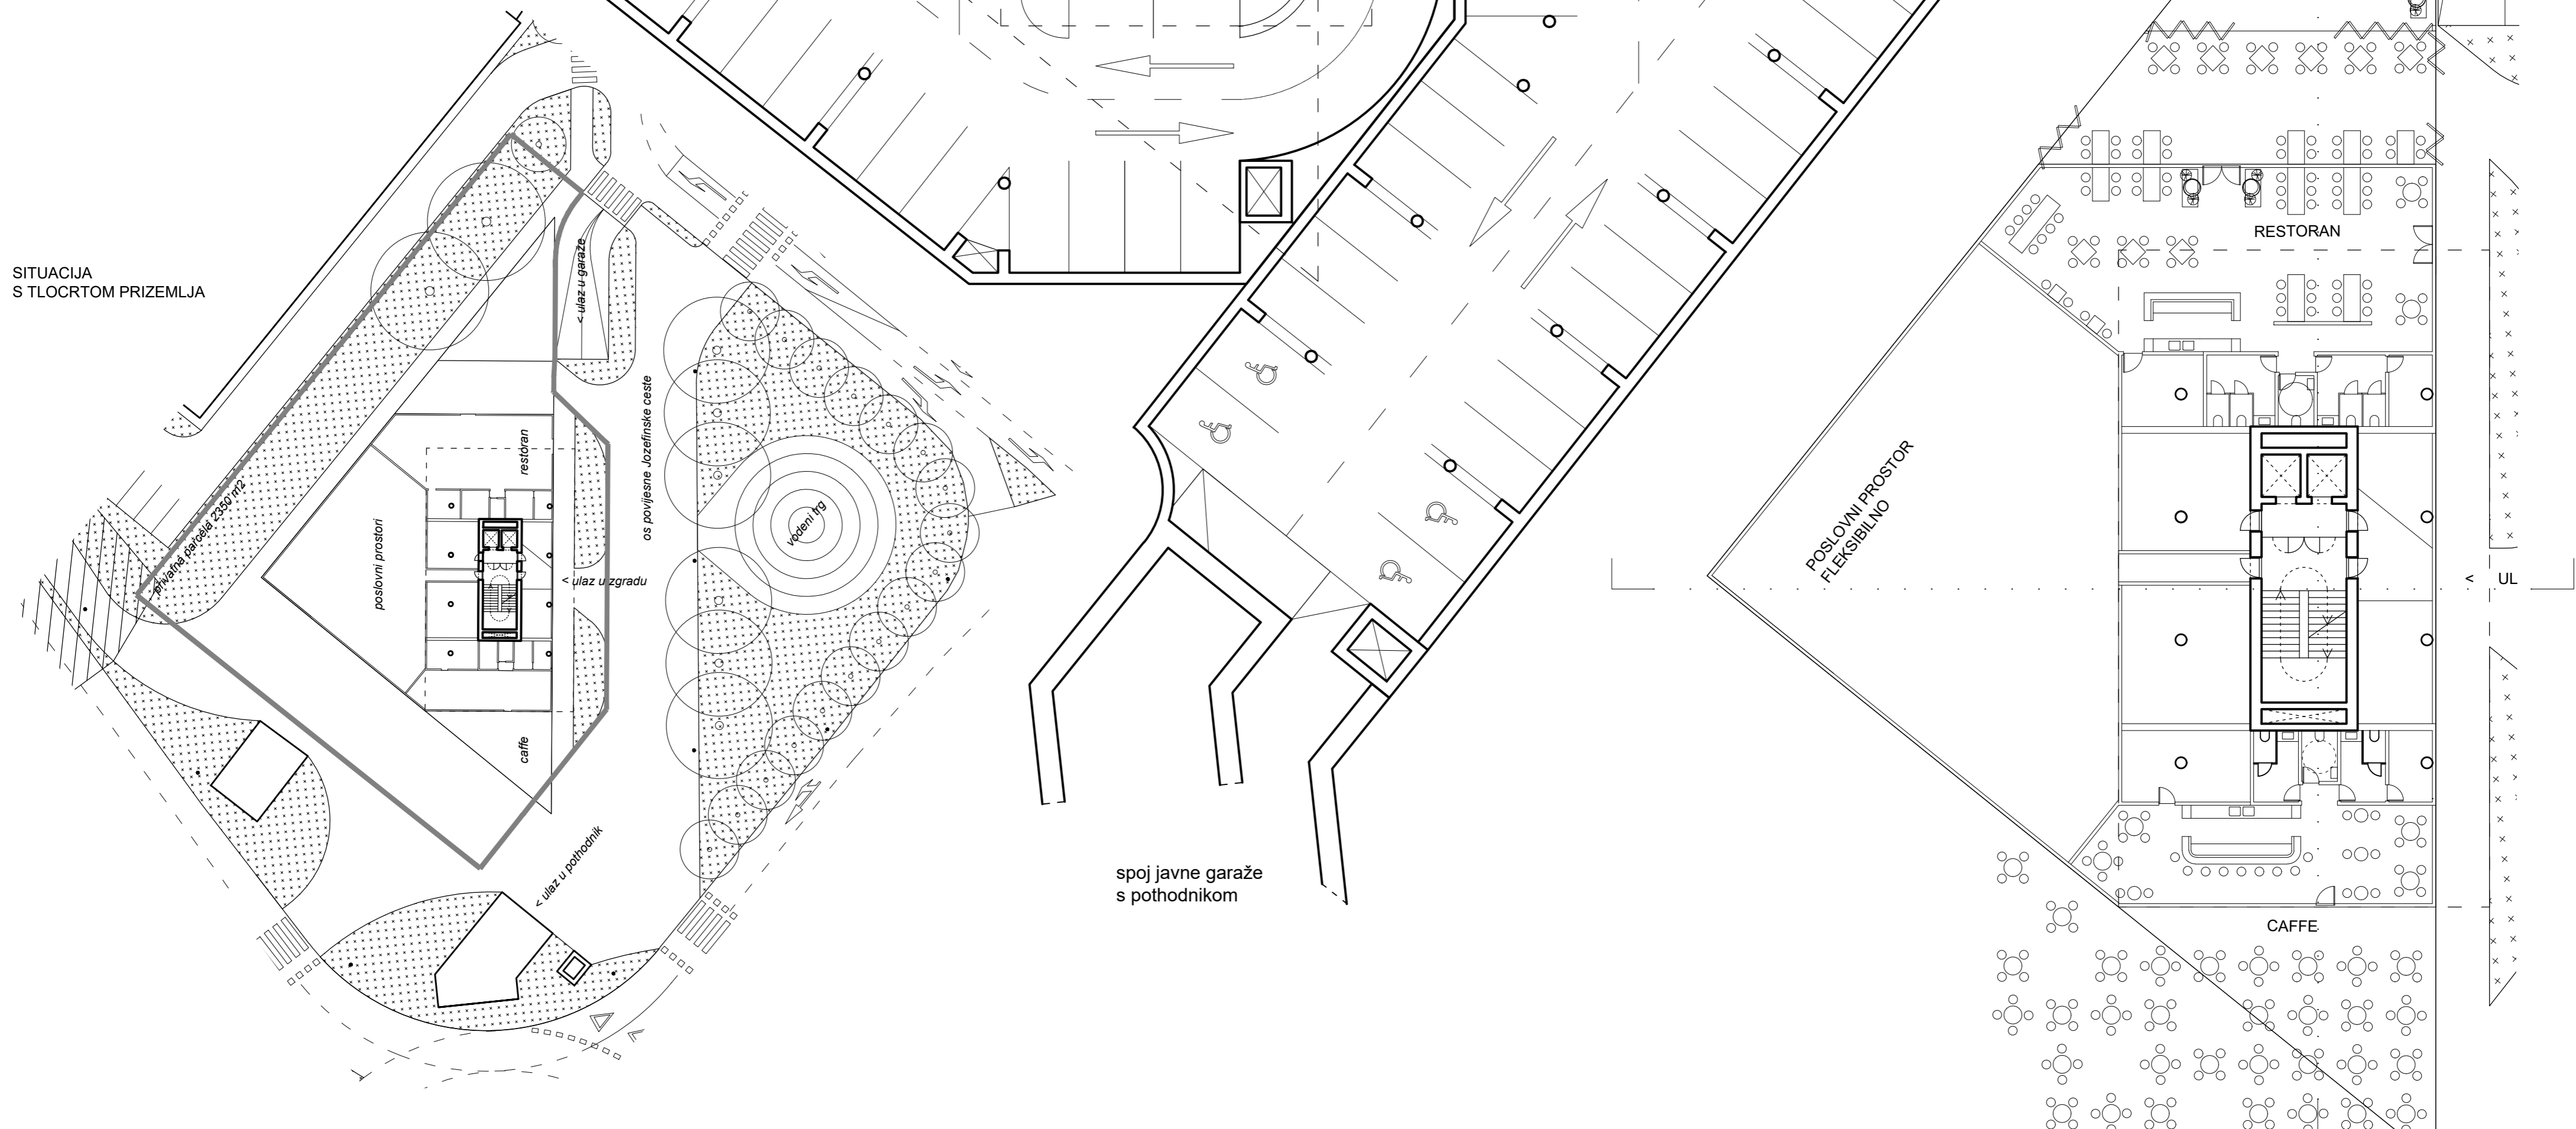 SITUACIJA
S TLOCRTOM PRIZEMLJA
< ulaz u garaže
os povijesne Jozefinske ceste
restoran
privatna parcela 2350 m2
poslovni prostori
vodeni trg
< ulaz u zgradu
caffe
< ulaz u pothodnik
spoj javne garaže
s pothodnikom
RESTORAN
POSLOVNI PROSTOR
FLEKSIBILNO
< UL
CAFFE